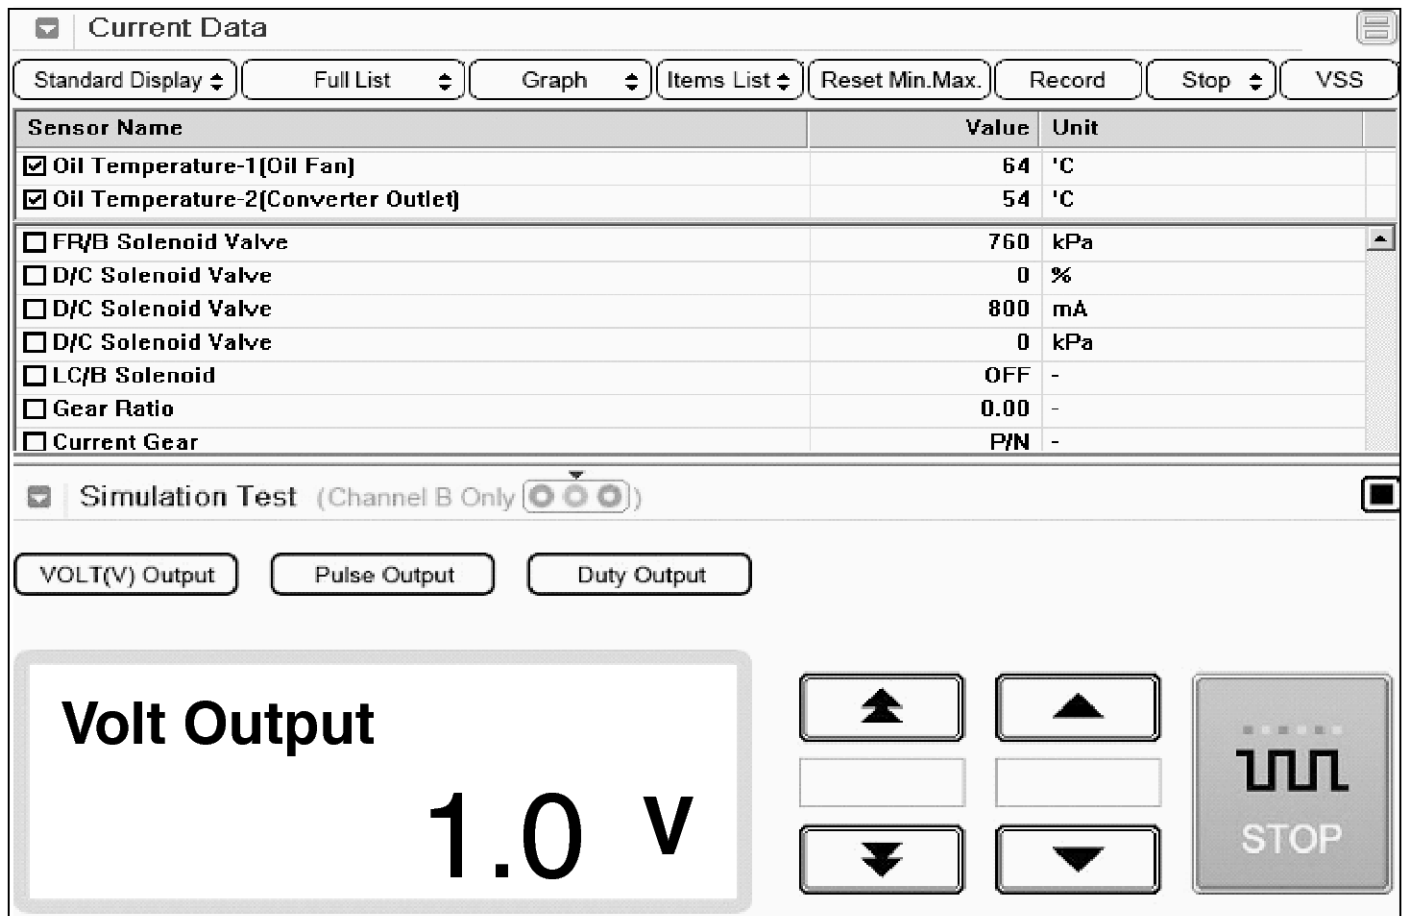 Current Data
Standard Display Full List Graph Items List Reset Min.Max. Record Stop VSS
Sensor Name Value Unit
Oil Temperature-1(Oil Fan) 64 'C
Oil Temperature-2(Converter Outlet) 54 'C
FR/B Solenoid Valve 760 kPa
D/C Solenoid Valve 0 %
D/C Solenoid Valve 800 mA
D/C Solenoid Valve 0 kPa
LC/B Solenoid OFF -
Gear Ratio 0.00 -
Current Gear P/N -
Simulation Test (Channel B Only )
VOLT(V) Output Pulse Output Duty Output
Volt Output
1.0 V
STOP